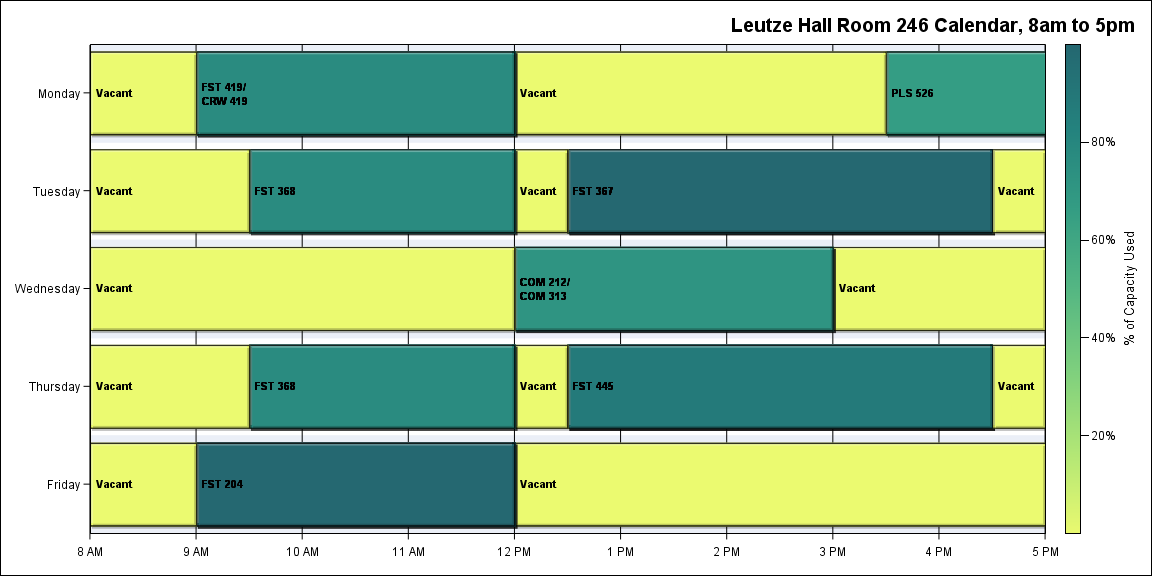 Leutze Hall Room 246 Calendar, 8am to 5pm
Monday
Vacant
FST 419/
CRW 419
Vacant
PLS 526
Tuesday
Vacant
FST 368
Vacant
FST 367
Vacant
Wednesday
Vacant
COM 212/
COM 313
Vacant
Thursday
Vacant
FST 368
Vacant
FST 445
Vacant
Friday
Vacant
FST 204
Vacant
8 AM
9 AM
10 AM
11 AM
12 PM
1 PM
2 PM
3 PM
4 PM
5 PM
80%
60%
40%
20%
% of Capacity Used